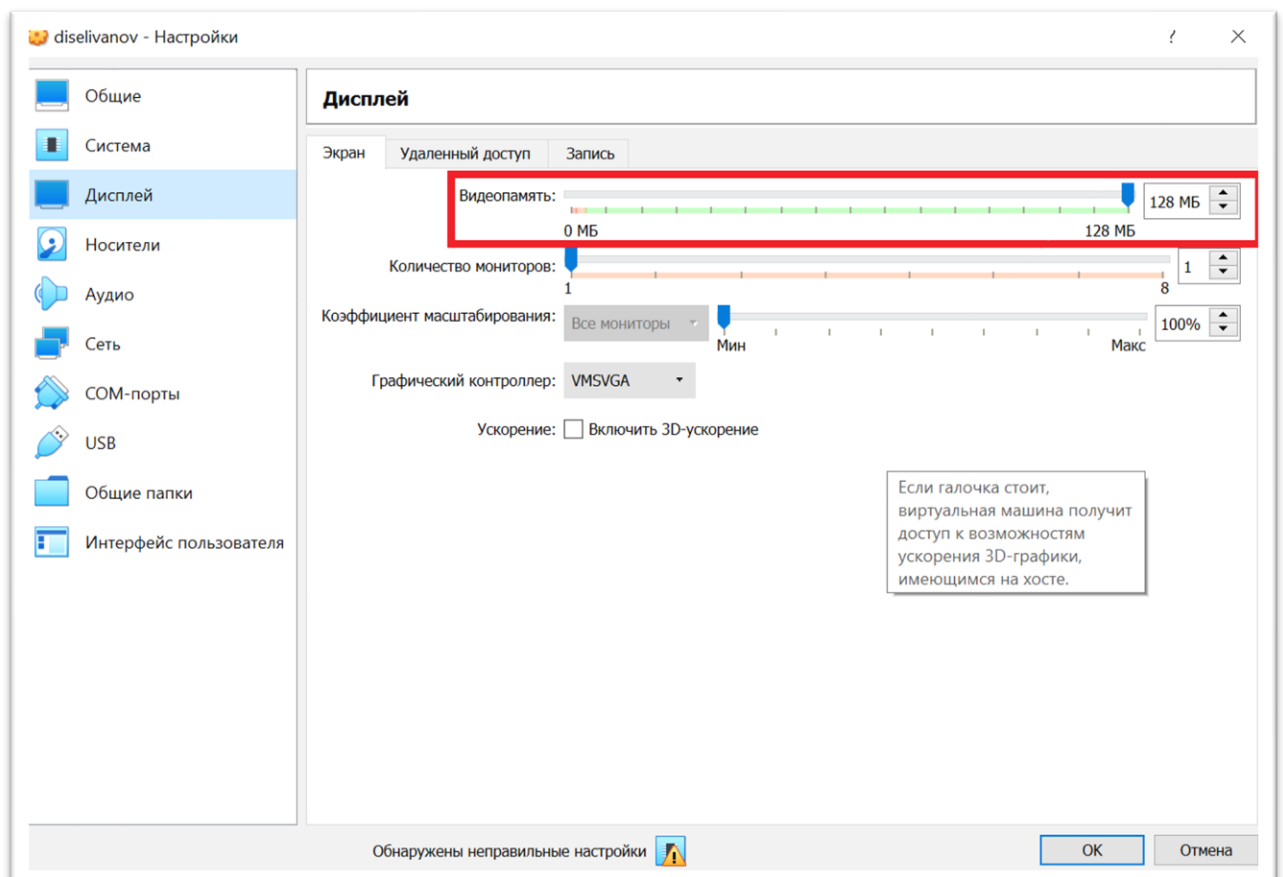 diselivanov - Настройки
?
Общие
Система
Дисплей
Носители
Аудио
Сеть
COM-порты
USB
Общие папки
Интерфейс пользователя
Дисплей
Экран Удаленный доступ Запись
Видеопамять: 128 МБ
0 МБ 128 МБ
Количество мониторов: 1
1 8
Коэффициент масштабирования: Все мониторы 100%
Мин Макс
Графический контроллер: VMSVGA
Ускорение: Включить 3D-ускорение
Если галочка стоит,
виртуальная машина получит
доступ к возможностям
ускорения 3D-графики,
имеющимся на хосте.
Обнаружены неправильные настройки OK Отмена